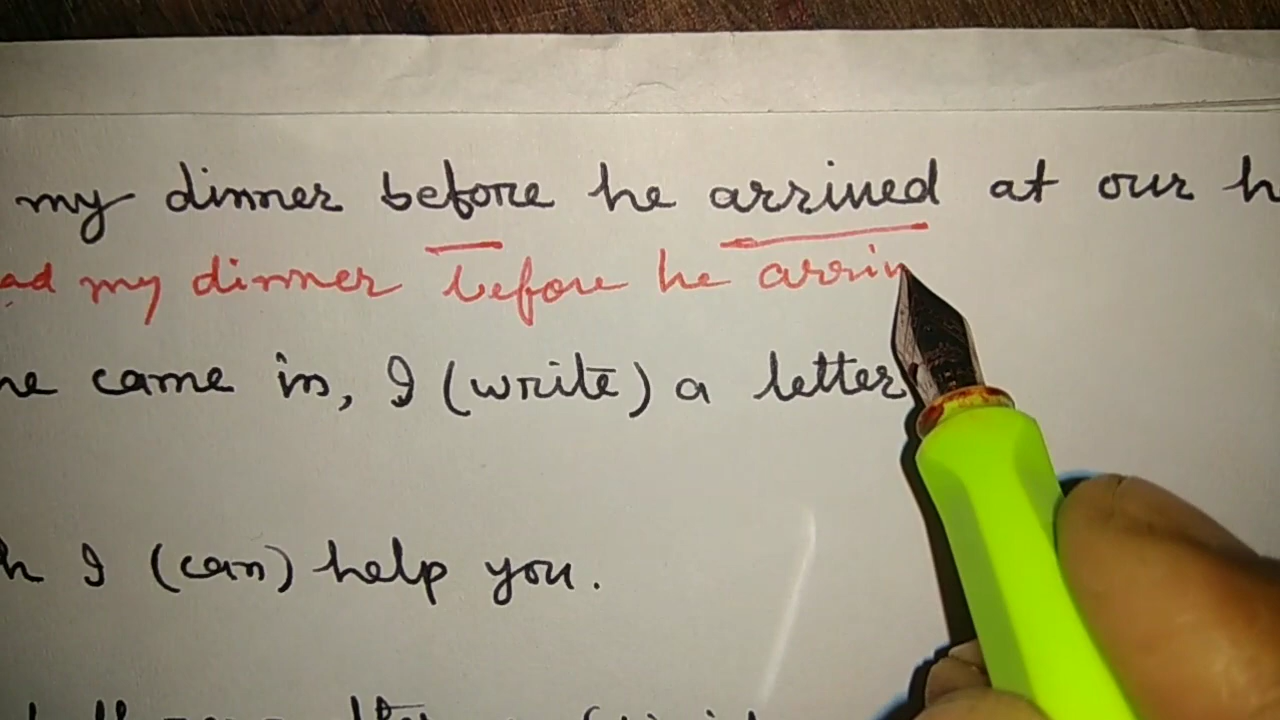 my dinner before he arrived at our h
ad my dinner before he arriv
he came in, I (write) a letter
h I (can) help you.